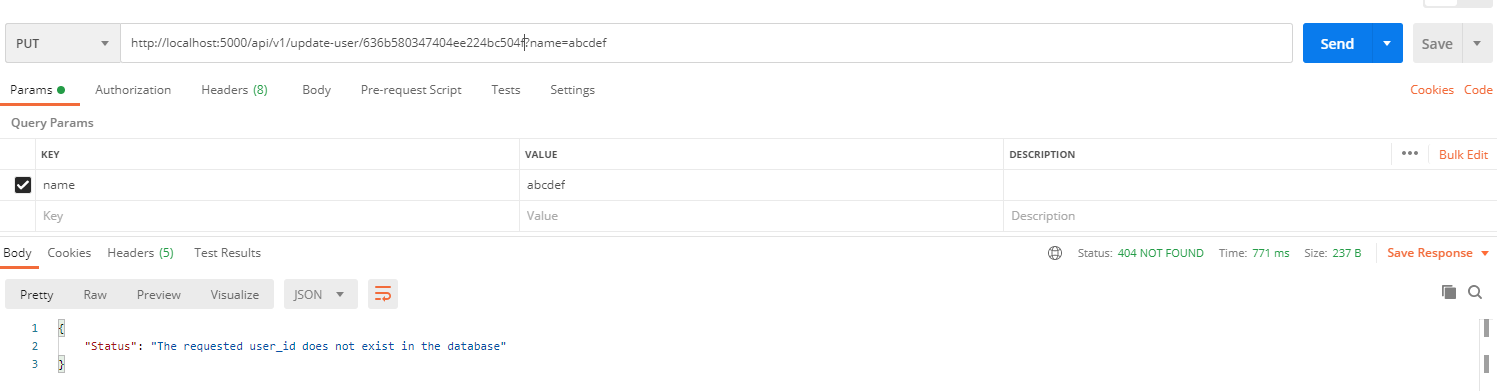 PUT http://localhost:5000/api/v1/update-user/636b580347404ee224bc504f?name=abcdef Send Save
Params Authorization Headers (8) Body Pre-request Script Tests Settings Cookies Code
Query Params
KEY VALUE DESCRIPTION ••• Bulk Edit
name abcdef
Key Value Description
Body Cookies Headers (5) Test Results Status: 404 NOT FOUND Time: 771 ms Size: 237 B Save Response
Pretty Raw Preview Visualize JSON
1 {
2 "Status": "The requested user_id does not exist in the database"
3 }